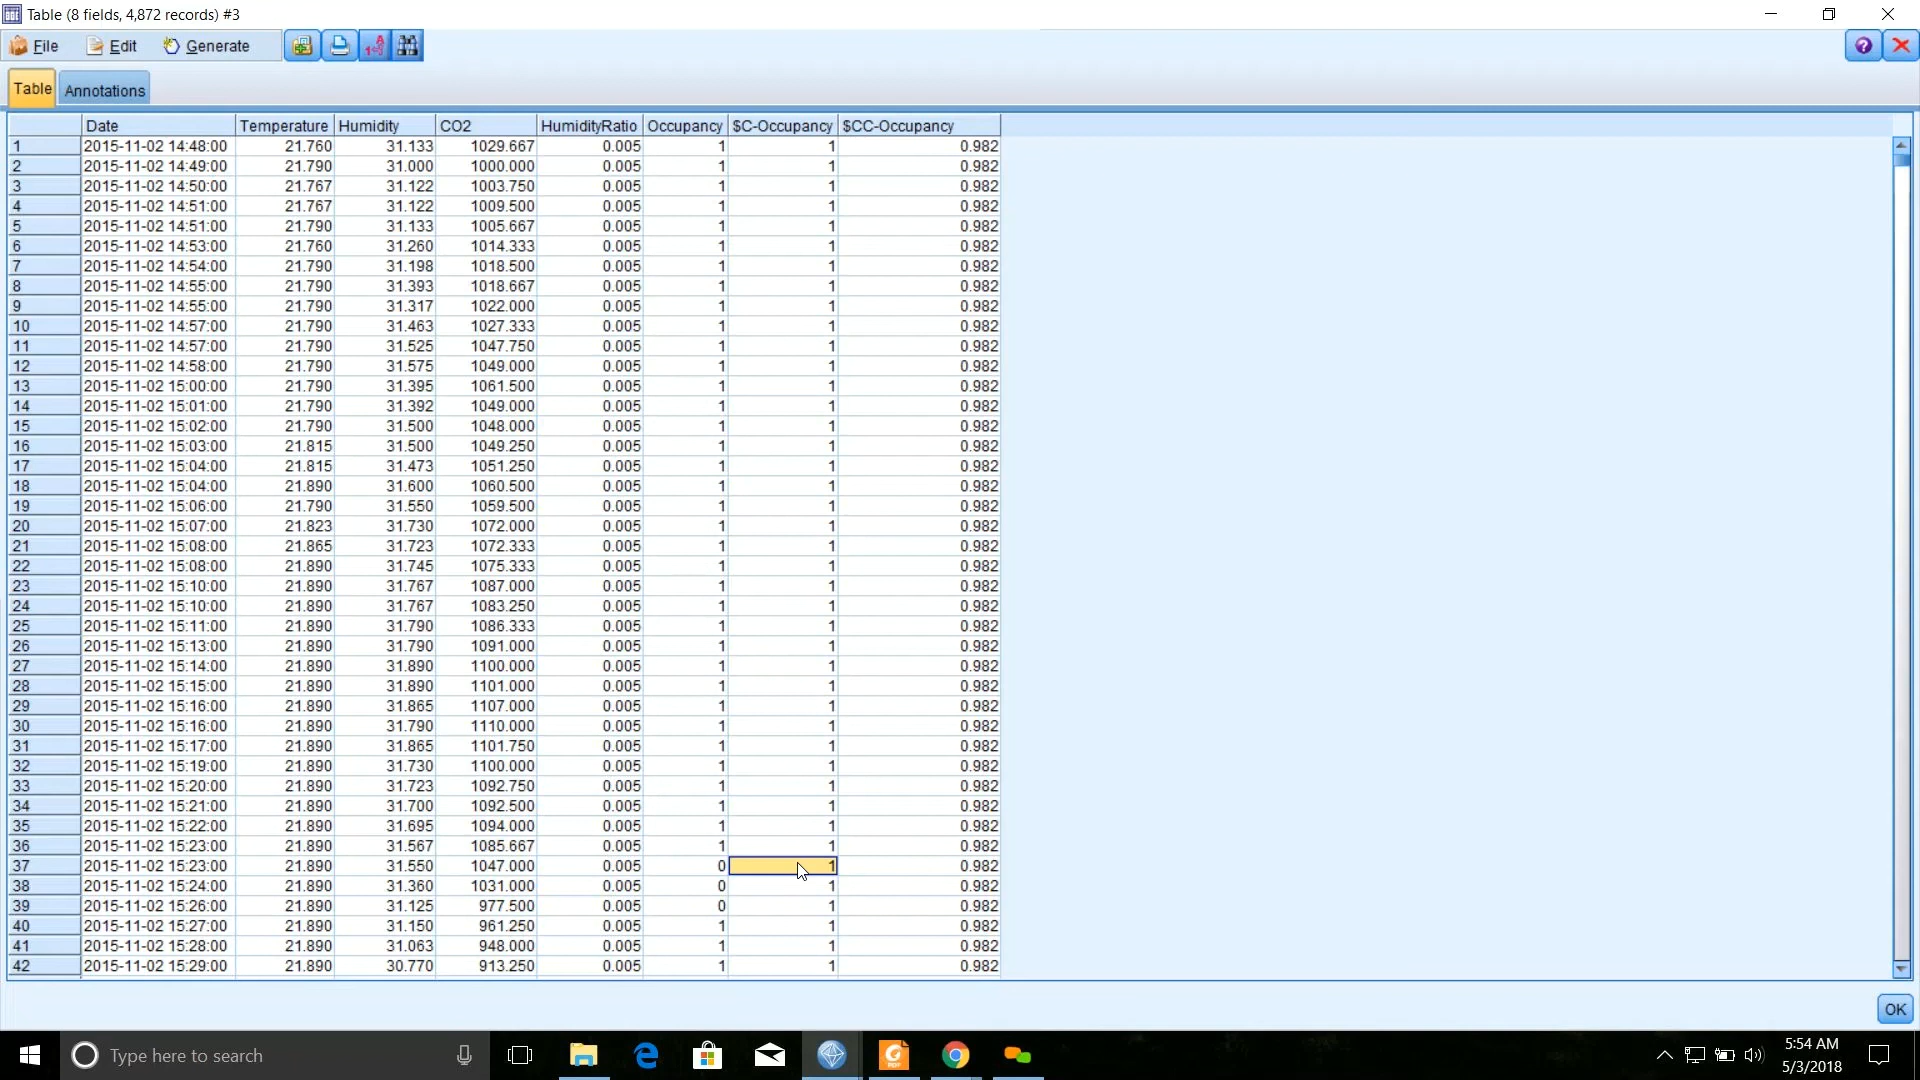 Table (8 fields, 4,872 records) #3
File Edit Generate
Table Annotations
Date Temperature Humidity CO2 HumidityRatio Occupancy $C-Occupancy $CC-Occupancy
1 2015-11-02 14:48:00 21.760 31.133 1029.667 0.005 1 1 0.982
2 2015-11-02 14:49:00 21.790 31.000 1000.000 0.005 1 1 0.982
3 2015-11-02 14:50:00 21.767 31.122 1003.750 0.005 1 1 0.982
4 2015-11-02 14:51:00 21.767 31.122 1009.500 0.005 1 1 0.982
5 2015-11-02 14:51:00 21.790 31.133 1005.667 0.005 1 1 0.982
6 2015-11-02 14:53:00 21.760 31.260 1014.333 0.005 1 1 0.982
7 2015-11-02 14:54:00 21.790 31.198 1018.500 0.005 1 1 0.982
8 2015-11-02 14:55:00 21.790 31.393 1018.667 0.005 1 1 0.982
9 2015-11-02 14:55:00 21.790 31.317 1022.000 0.005 1 1 0.982
10 2015-11-02 14:57:00 21.790 31.463 1027.333 0.005 1 1 0.982
11 2015-11-02 14:57:00 21.790 31.525 1047.750 0.005 1 1 0.982
12 2015-11-02 14:58:00 21.790 31.575 1049.000 0.005 1 1 0.982
13 2015-11-02 15:00:00 21.790 31.395 1061.500 0.005 1 1 0.982
14 2015-11-02 15:01:00 21.790 31.392 1049.000 0.005 1 1 0.982
15 2015-11-02 15:02:00 21.790 31.500 1048.000 0.005 1 1 0.982
16 2015-11-02 15:03:00 21.815 31.500 1049.250 0.005 1 1 0.982
17 2015-11-02 15:04:00 21.815 31.473 1051.250 0.005 1 1 0.982
18 2015-11-02 15:04:00 21.890 31.600 1060.500 0.005 1 1 0.982
19 2015-11-02 15:06:00 21.790 31.550 1059.500 0.005 1 1 0.982
20 2015-11-02 15:07:00 21.823 31.730 1072.000 0.005 1 1 0.982
21 2015-11-02 15:08:00 21.865 31.723 1072.333 0.005 1 1 0.982
22 2015-11-02 15:08:00 21.890 31.745 1075.333 0.005 1 1 0.982
23 2015-11-02 15:10:00 21.890 31.767 1087.000 0.005 1 1 0.982
24 2015-11-02 15:10:00 21.890 31.767 1083.250 0.005 1 1 0.982
25 2015-11-02 15:11:00 21.890 31.790 1086.333 0.005 1 1 0.982
26 2015-11-02 15:13:00 21.890 31.790 1091.000 0.005 1 1 0.982
27 2015-11-02 15:14:00 21.890 31.890 1100.000 0.005 1 1 0.982
28 2015-11-02 15:15:00 21.890 31.890 1101.000 0.005 1 1 0.982
29 2015-11-02 15:16:00 21.890 31.865 1107.000 0.005 1 1 0.982
30 2015-11-02 15:16:00 21.890 31.790 1110.000 0.005 1 1 0.982
31 2015-11-02 15:17:00 21.890 31.865 1101.750 0.005 1 1 0.982
32 2015-11-02 15:19:00 21.890 31.730 1100.000 0.005 1 1 0.982
33 2015-11-02 15:20:00 21.890 31.723 1092.750 0.005 1 1 0.982
34 2015-11-02 15:21:00 21.890 31.700 1092.500 0.005 1 1 0.982
35 2015-11-02 15:22:00 21.890 31.695 1094.000 0.005 1 1 0.982
36 2015-11-02 15:23:00 21.890 31.567 1085.667 0.005 1 1 0.982
37 2015-11-02 15:23:00 21.890 31.550 1047.000 0.005 0 1 0.982
38 2015-11-02 15:24:00 21.890 31.360 1031.000 0.005 0 1 0.982
39 2015-11-02 15:26:00 21.890 31.125 977.500 0.005 0 1 0.982
40 2015-11-02 15:27:00 21.890 31.150 961.250 0.005 1 1 0.982
41 2015-11-02 15:28:00 21.890 31.063 948.000 0.005 1 1 0.982
42 2015-11-02 15:29:00 21.890 30.770 913.250 0.005 1 1 0.982
OK
Type here to search
5:54 AM
5/3/2018